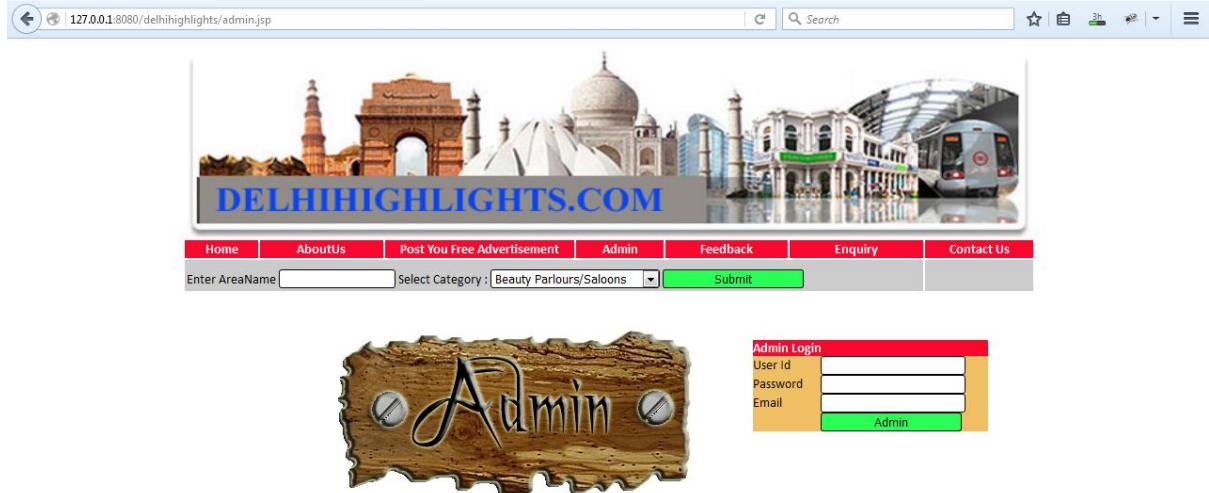 127.0.0.1:8080/delhihighlights/admin.jsp Search 3h
DELHIHIGHLIGHTS.COM
Home AboutUs Post You Free Advertisement Admin Feedback Enquiry Contact Us
Enter AreaName Select Category : Beauty Parlours/Saloons Submit
Admin
Admin Login
User Id
Password
Email
Admin